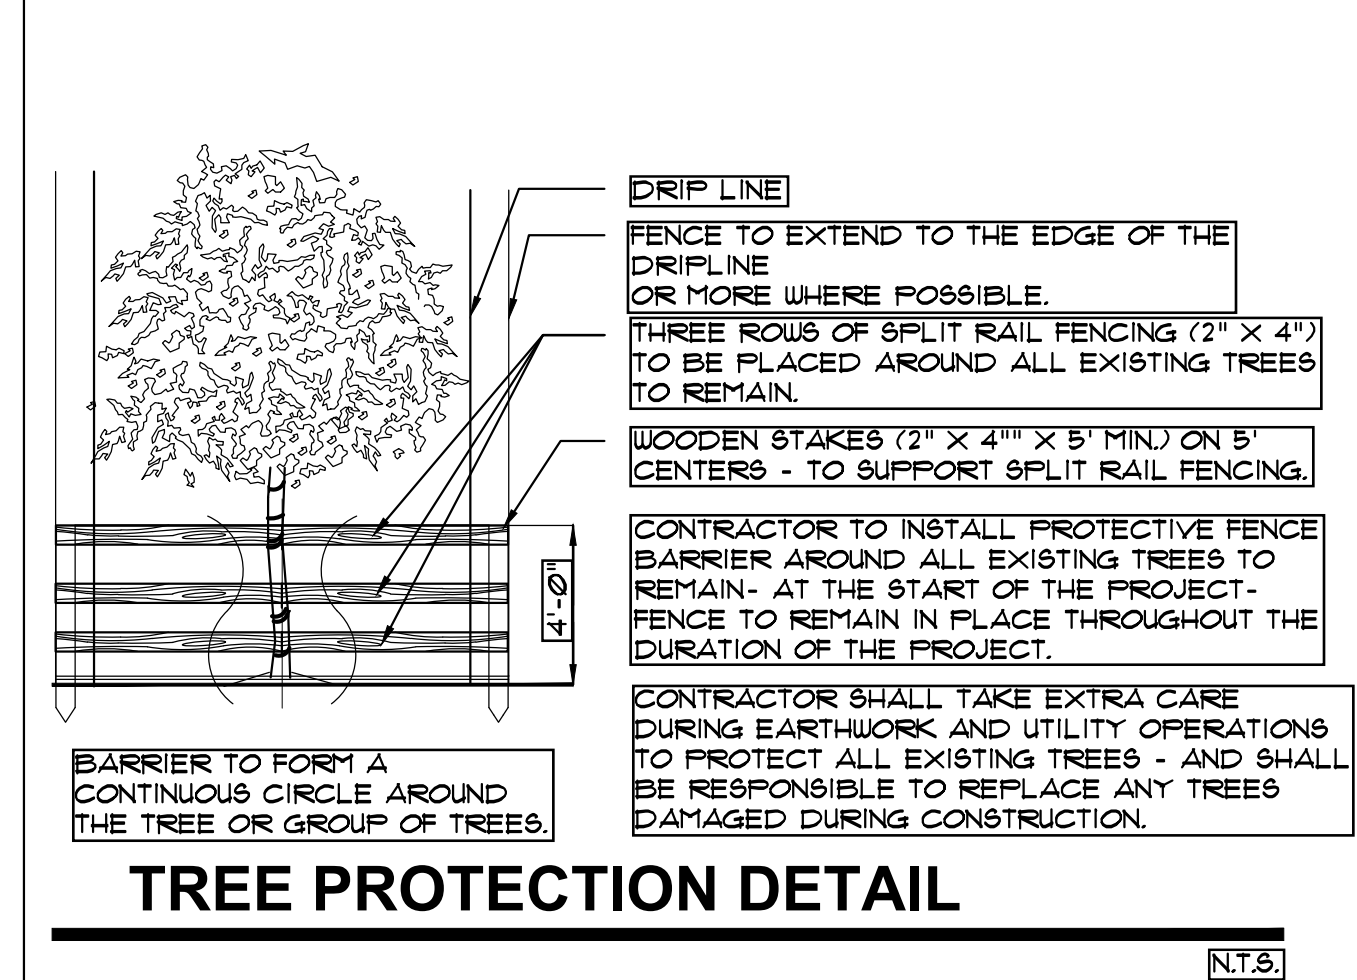 DRIP LINE
FENCE TO EXTEND TO THE EDGE OF THE
DRIPLINE
OR MORE WHERE POSSIBLE.
THREE ROWS OF SPLIT RAIL FENCING (2" X 4")
TO BE PLACED AROUND ALL EXISTING TREES
TO REMAIN.
WOODEN STAKES (2" X 4"" X 5' MIN.) ON 5'
CENTERS - TO SUPPORT SPLIT RAIL FENCING.
4'-0"
CONTRACTOR TO INSTALL PROTECTIVE FENCE
BARRIER AROUND ALL EXISTING TREES TO
REMAIN- AT THE START OF THE PROJECT-
FENCE TO REMAIN IN PLACE THROUGHOUT THE
DURATION OF THE PROJECT.
CONTRACTOR SHALL TAKE EXTRA CARE
DURING EARTHWORK AND UTILITY OPERATIONS
TO PROTECT ALL EXISTING TREES - AND SHALL
BE RESPONSIBLE TO REPLACE ANY TREES
DAMAGED DURING CONSTRUCTION.
BARRIER TO FORM A
CONTINUOUS CIRCLE AROUND
THE TREE OR GROUP OF TREES.
TREE PROTECTION DETAIL
N.T.S.